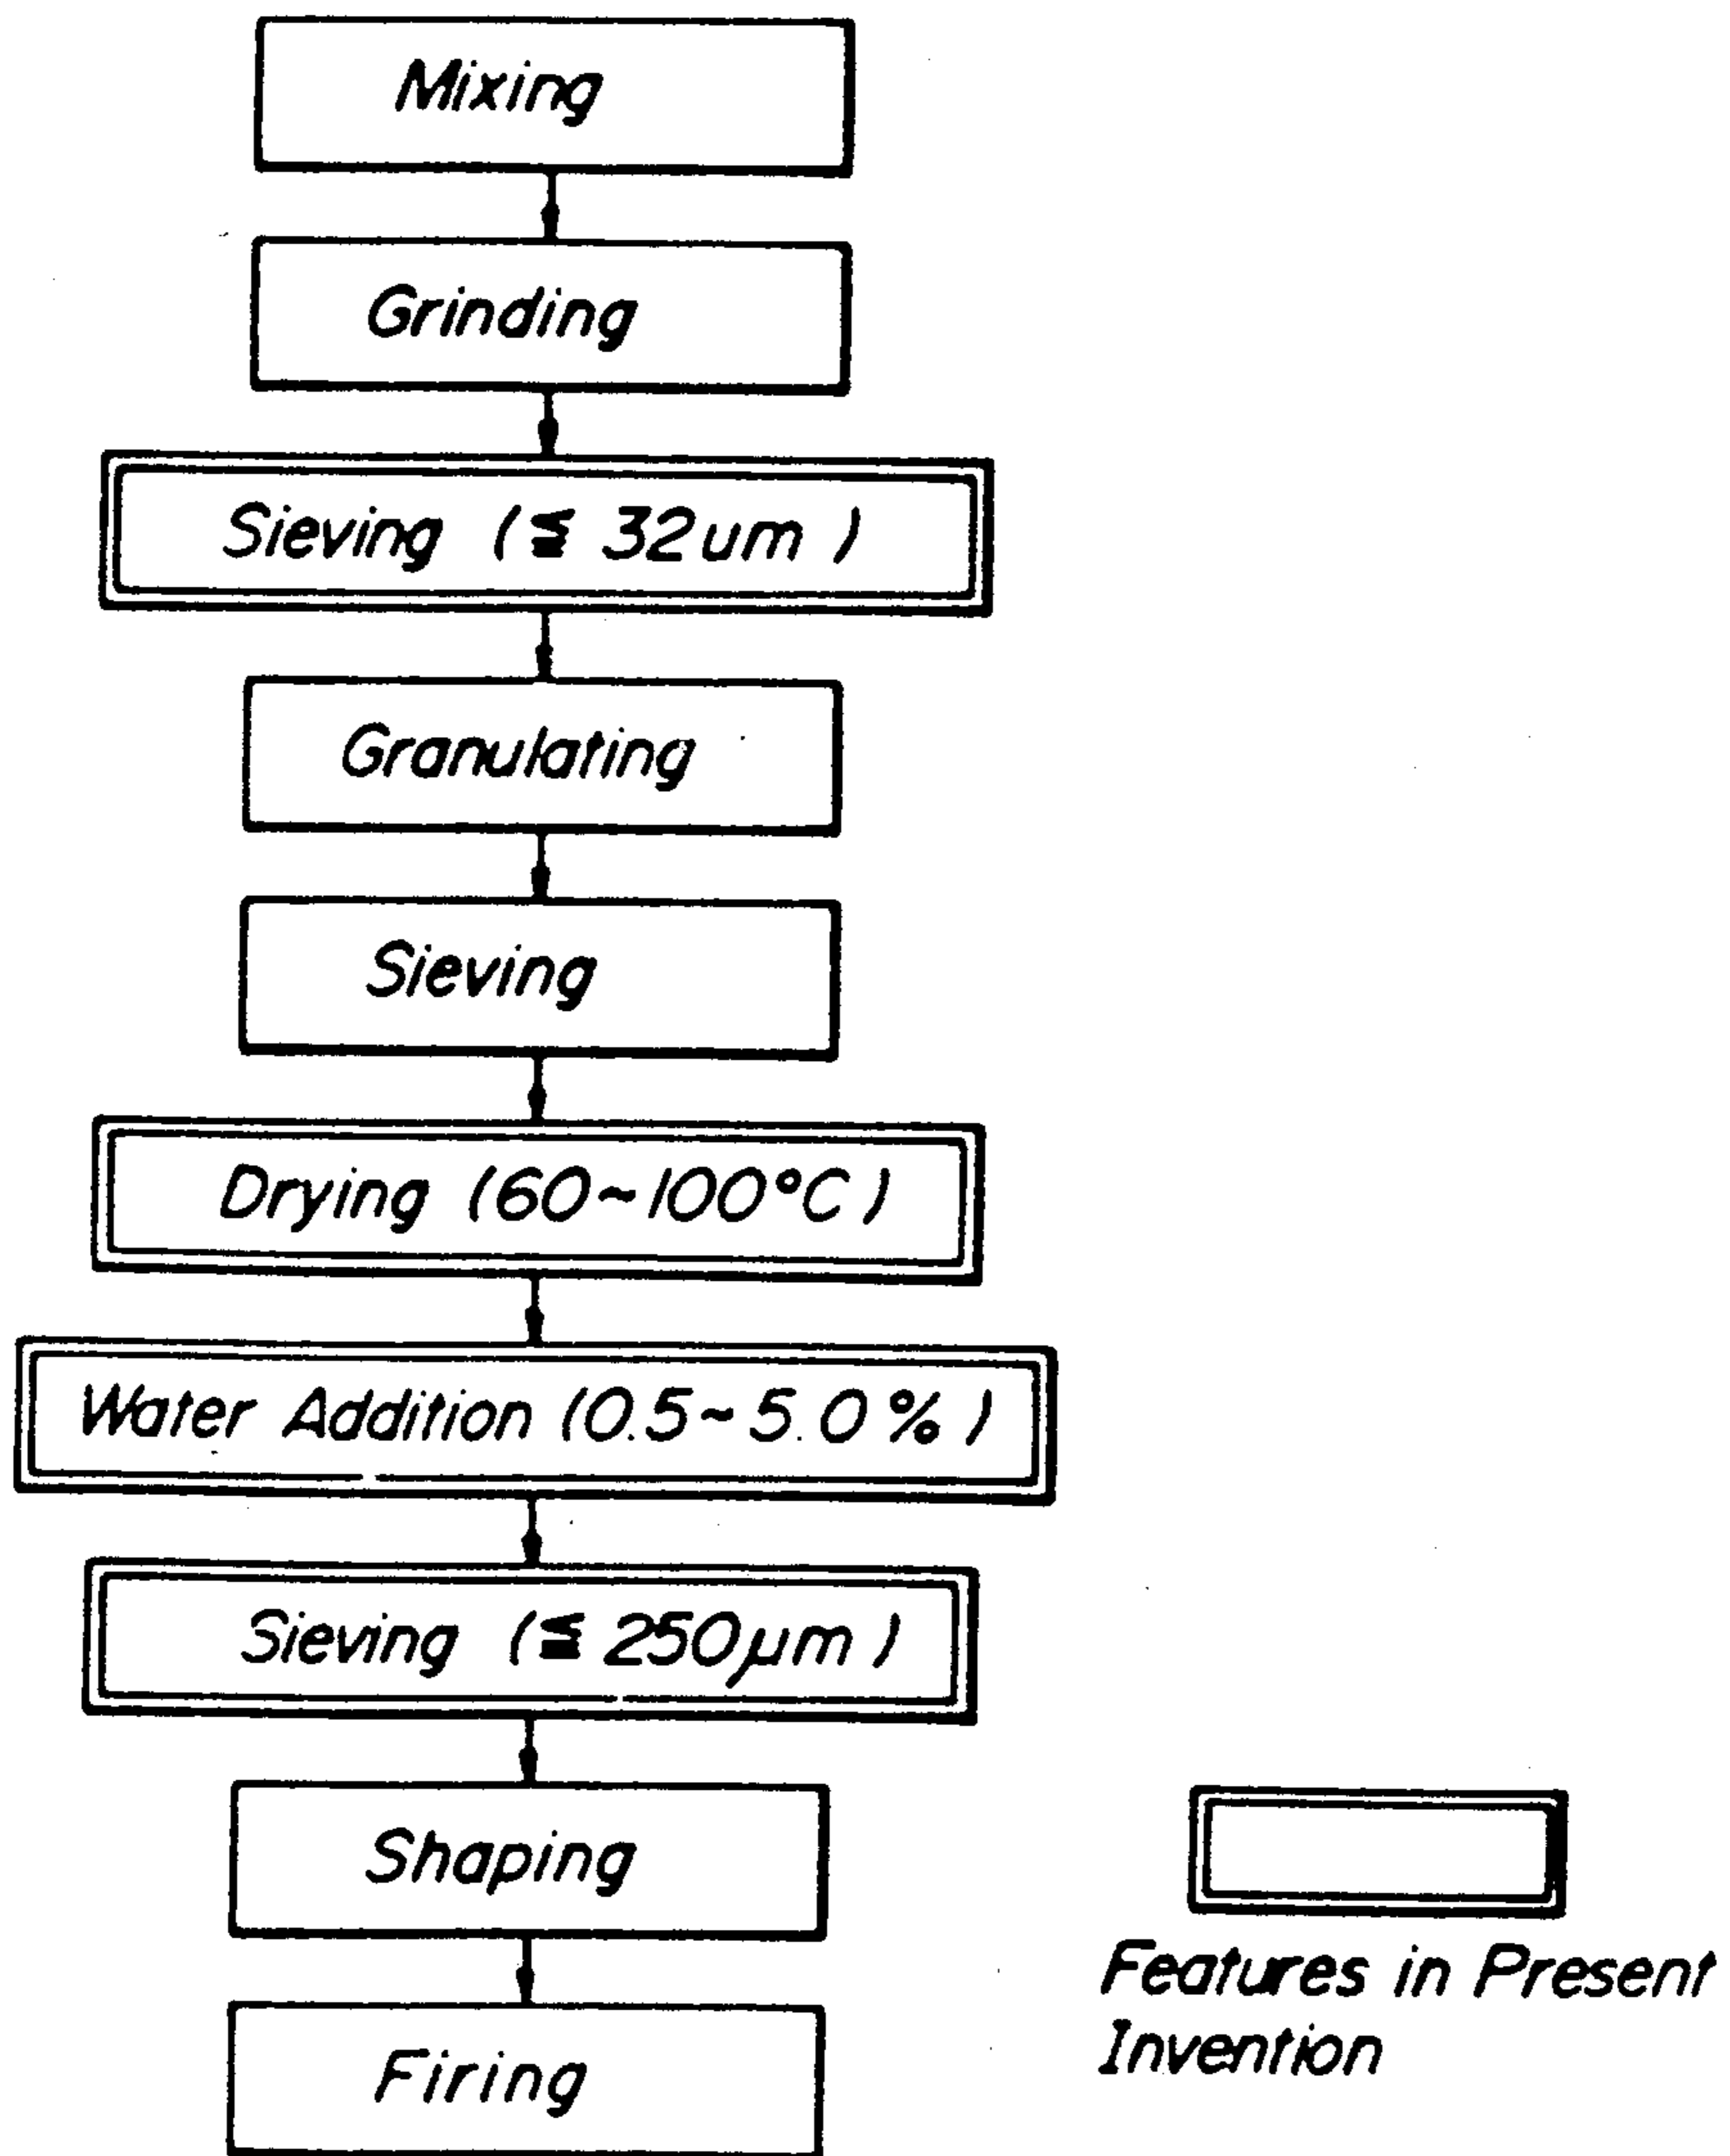 Mixing
Grinding
Sieving (≦ 32um)
Granulating
Sieving
Drying (60~100°C)
Water Addition (0.5~5.0%)
Sieving (≦ 250μm)
Shaping
Firing
Features in Present
Invention